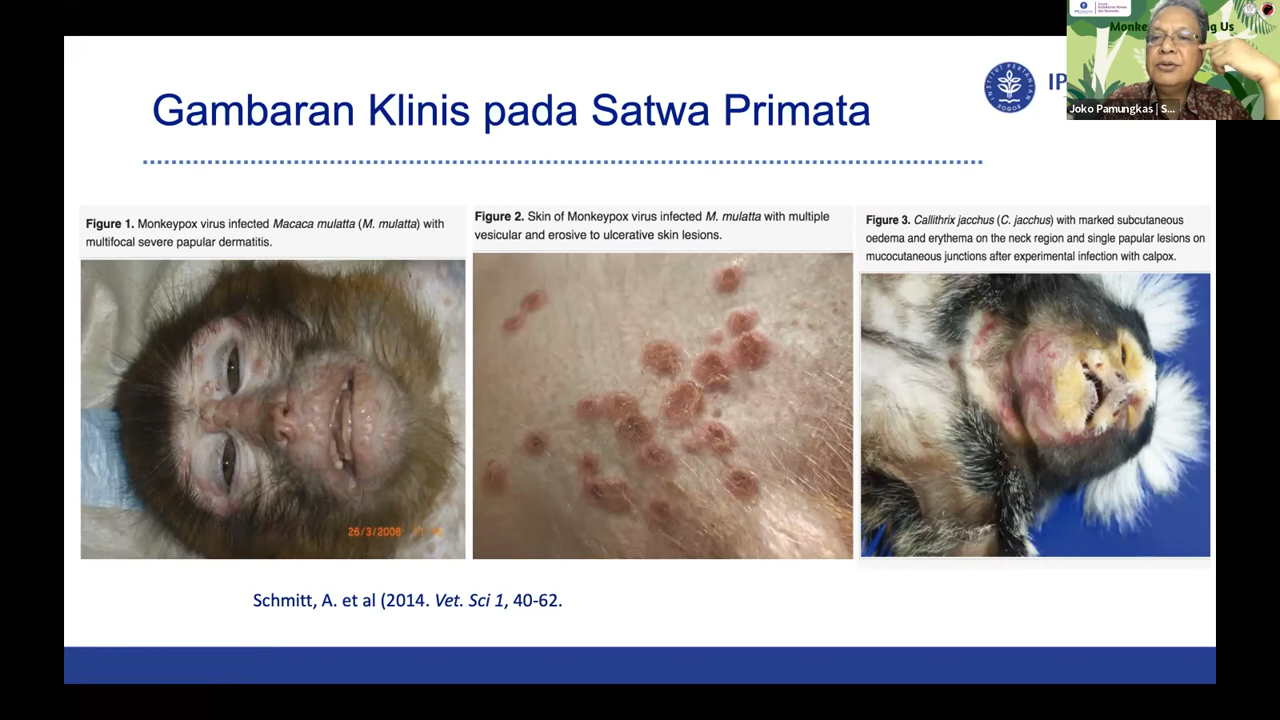 Gambaran Klinis pada Satwa Primata
INSTITUT PERTANIAN BOGOR
IP
Us
Joko Pamungkas | S...
Figure 1. Monkeypox virus infected Macaca mulatta (M. mulatta) with
multifocal severe papular dermatitis.
Figure 2. Skin of Monkeypox virus infected M. mulatta with multiple
vesicular and erosive to ulcerative skin lesions.
Figure 3. Callithrix jacchus (C. jacchus) with marked subcutaneous
oedema and erythema on the neck region and single papular lesions on
mucocutaneous junctions after experimental infection with calpox.
26/3/2008
Schmitt, A. et al (2014. Vet. Sci 1, 40-62.